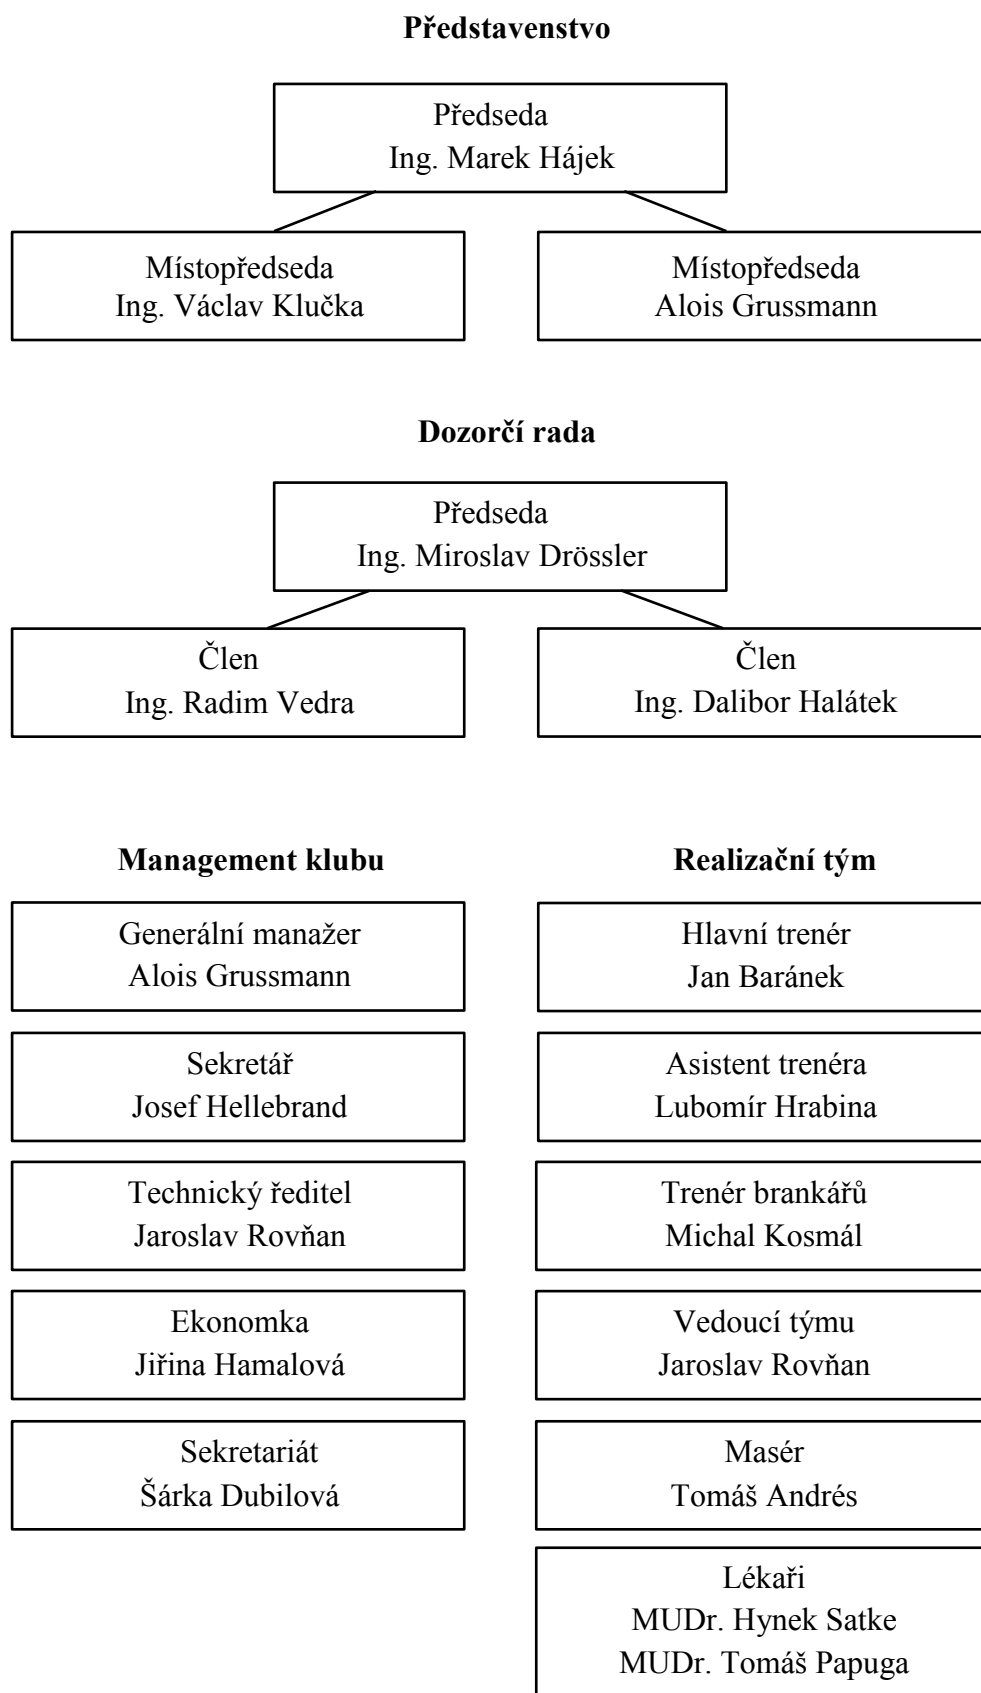 Představenstvo
Předseda
Ing. Marek Hájek
Místopředseda
Ing. Václav Klučka
Místopředseda
Alois Grussmann
Dozorčí rada
Předseda
Ing. Miroslav Drössler
Člen
Ing. Radim Vedra
Člen
Ing. Dalibor Halátek
Management klubu
Generální manažer
Alois Grussmann
Sekretář
Josef Hellebrand
Technický ředitel
Jaroslav Rovňan
Ekonomka
Jiřina Hamalová
Sekretariát
Šárka Dubilová
Realizační tým
Hlavní trenér
Jan Baránek
Asistent trenéra
Lubomír Hrabina
Trenér brankářů
Michal Kosmál
Vedoucí týmu
Jaroslav Rovňan
Masér
Tomáš Andrés
Lékaři
MUDr. Hynek Satke
MUDr. Tomáš Papuga